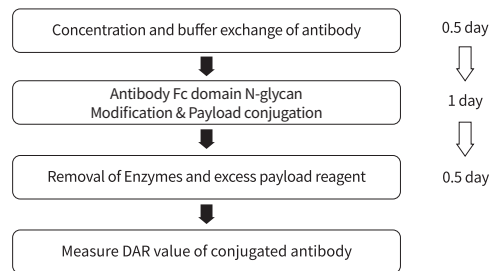 Concentration and buffer exchange of antibody
0.5 day
Antibody Fc domain N-glycan
Modification & Payload conjugation
1 day
Removal of Enzymes and excess payload reagent
0.5 day
Measure DAR value of conjugated antibody